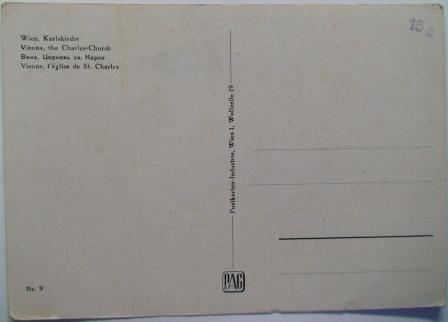 Wien, Karlskirche
Vienna, the Charles-Church
Вена, Церковь св. Карла
Vienne, l'église de St. Charles
15
Postkarten-Industrie, Wien I. Wollzeile 19
Nr. 9
PAG